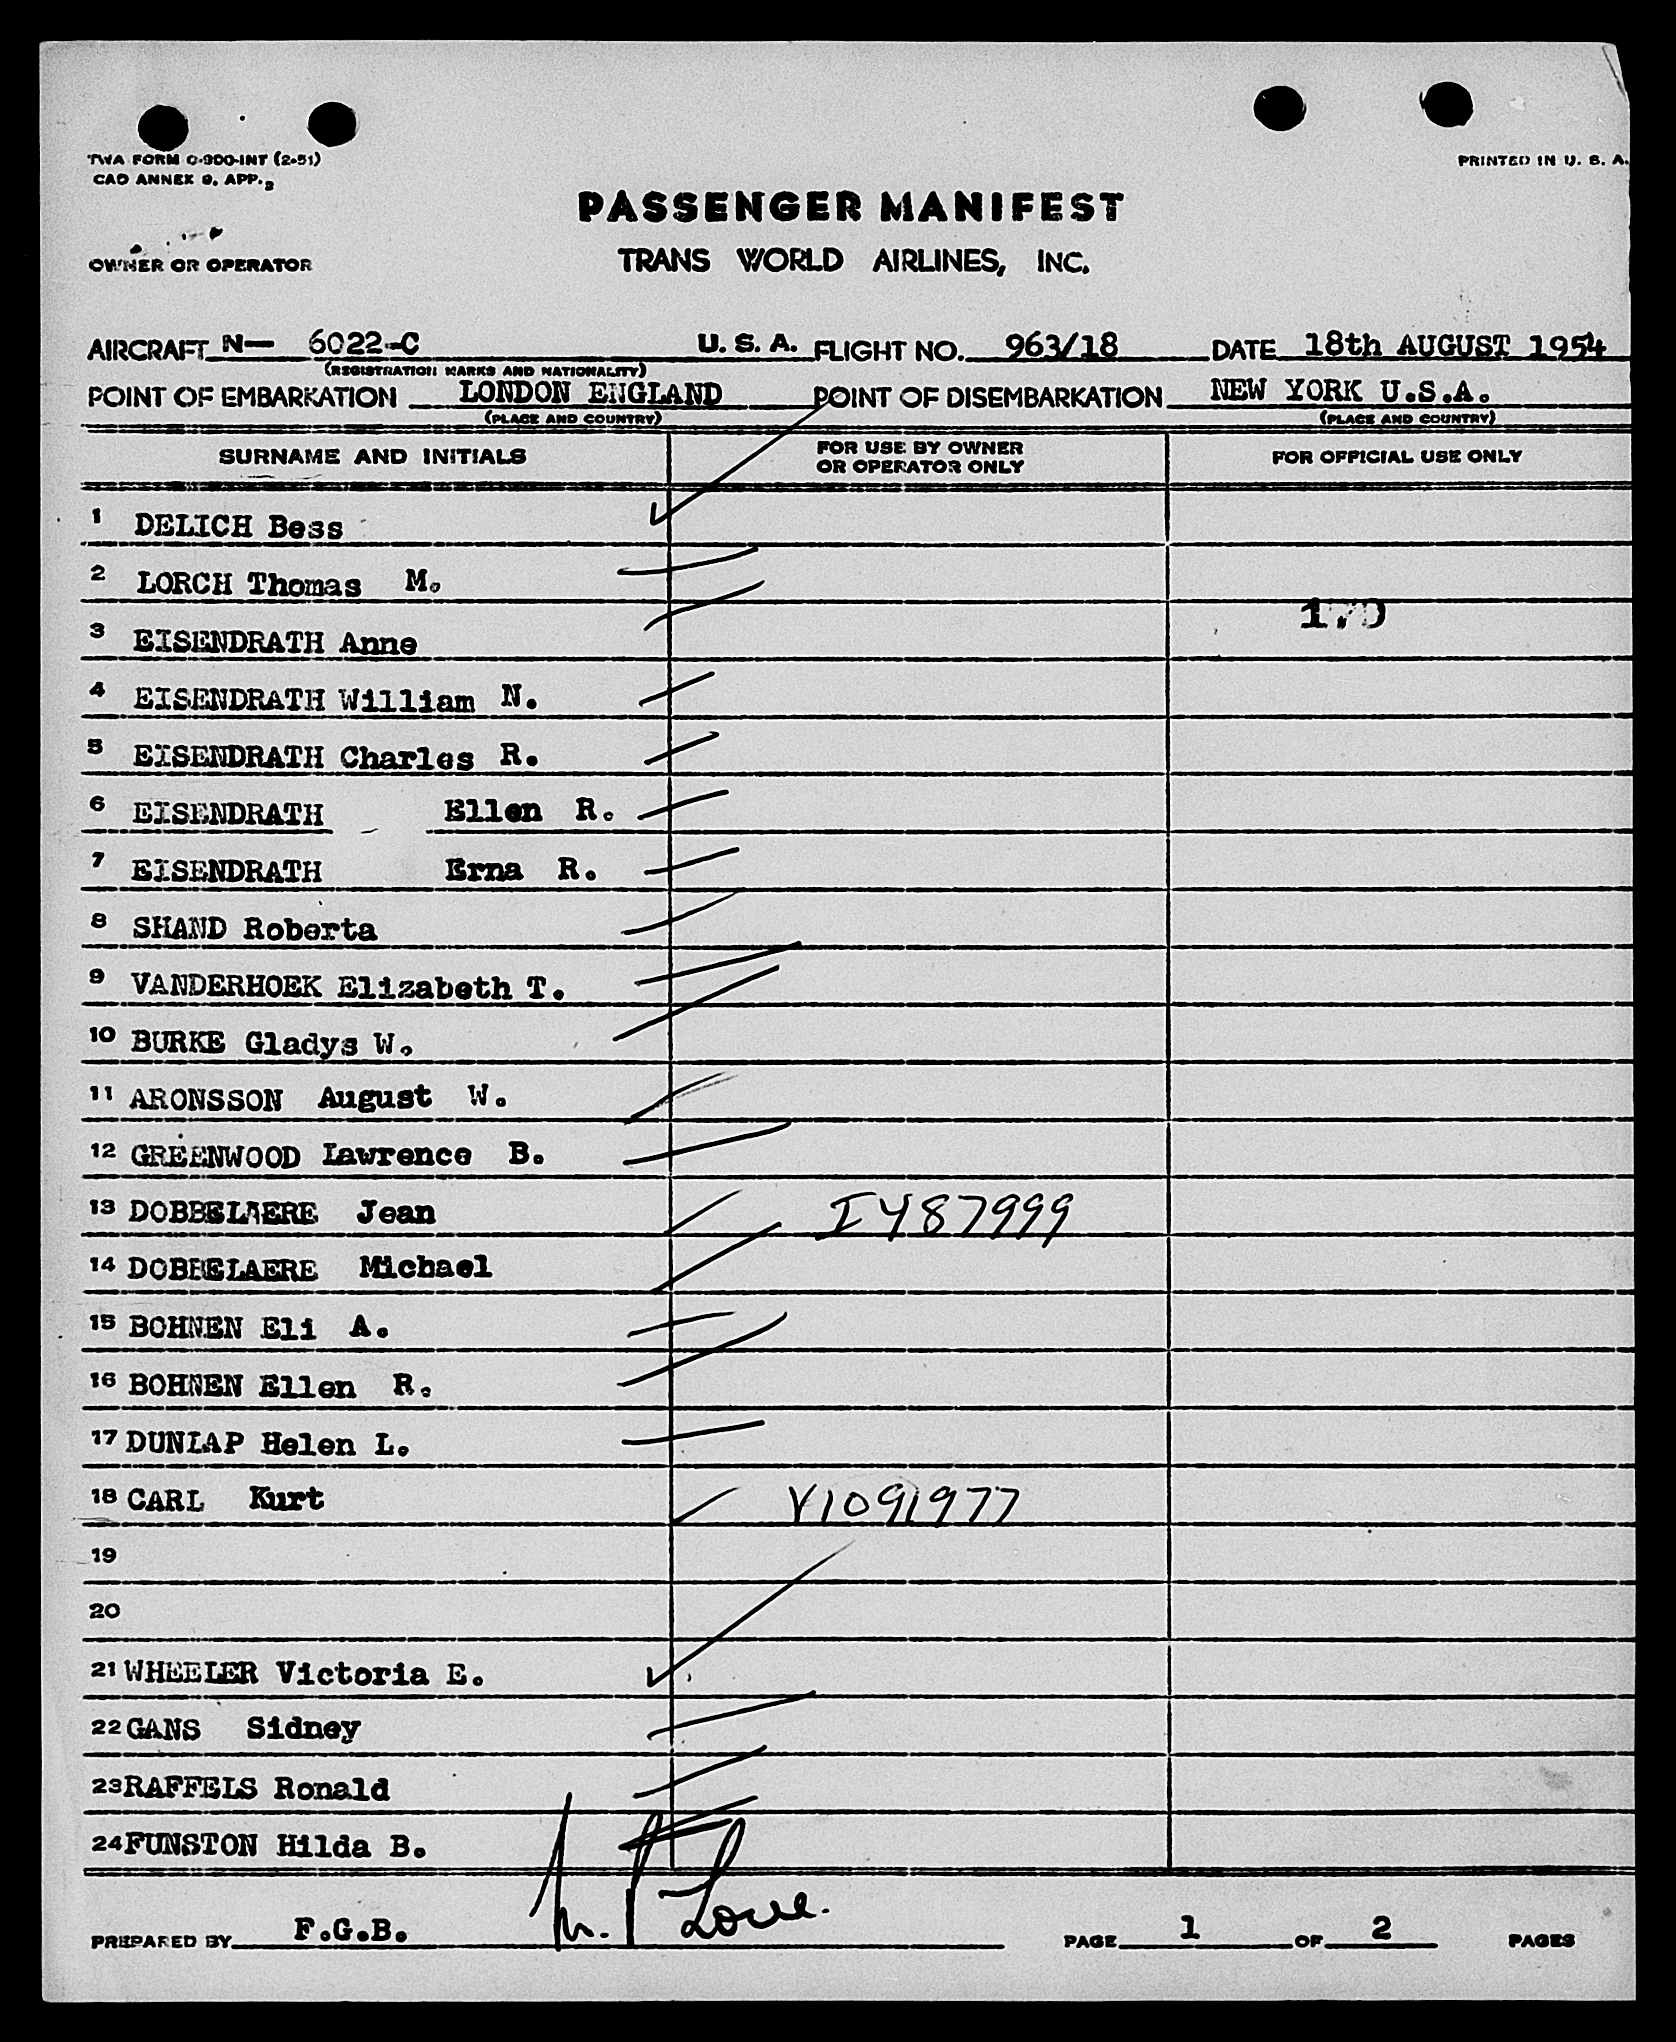 TWA FORM C-900-INT (2-51)
CAD ANNEX 9, APP. 2
PRINTED IN U. S. A.
PASSENGER MANIFEST
TRANS WORLD AIRLINES, INC.
OWNER OR OPERATOR
AIRCRAFT N— 6022-C U. S. A. FLIGHT NO. 963/18 DATE 18th AUGUST 1954
(REGISTRATION MARKS AND NATIONALITY)
POINT OF EMBARKATION LONDON ENGLAND POINT OF DISEMBARKATION NEW YORK U.S.A.
(PLACE AND COUNTRY) (PLACE AND COUNTRY)
SURNAME AND INITIALS FOR USE BY OWNER OR OPERATOR ONLY FOR OFFICIAL USE ONLY
1 DELICH Bess
2 LORCH Thomas M.
3 EISENDRATH Anne
4 EISENDRATH William N.
5 EISENDRATH Charles R.
6 EISENDRATH Ellen R.
7 EISENDRATH Erna R.
8 SHAND Roberta
9 VANDERHOEK Elizabeth T.
10 BURKE Gladys W.
11 ARONSSON August W.
12 GREENWOOD Lawrence B.
13 DOBBELAERE Jean I487999
14 DOBBELAERE Michael
15 BOHNEN Eli A.
16 BOHNEN Ellen R.
17 DUNLAP Helen L.
18 CARL Kurt V1091977
19
20
21 WHEELER Victoria E.
22 GANS Sidney
23 RAFFELS Ronald
24 FUNSTON Hilda B.
PREPARED BY F.G.B. PAGE 1 OF 2 PAGES